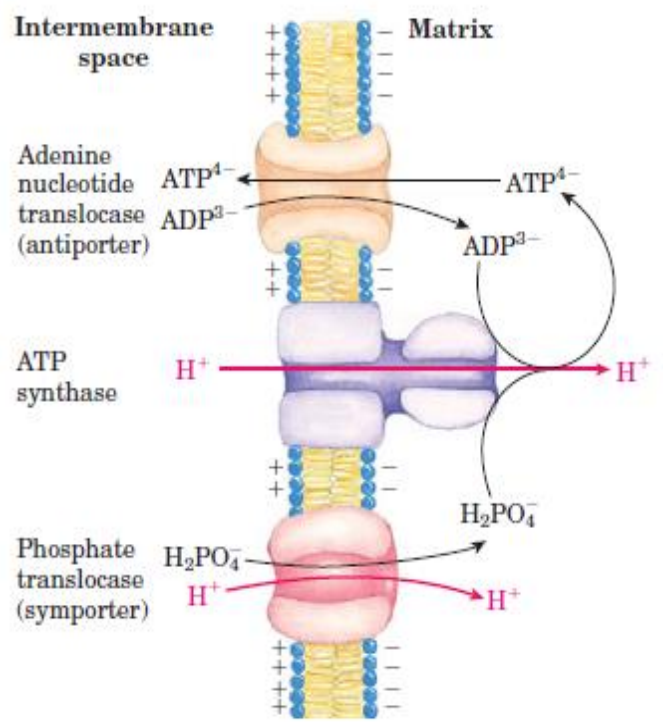 Intermembrane
space
Matrix
+ −
+ −
+ −
+ −
Adenine
nucleotide
translocase
(antiporter)
ATP⁴⁻
ADP³⁻
ATP⁴⁻
ADP³⁻
+ −
+ −
ATP
synthase
H⁺
H⁺
+ −
+ −
H₂PO₄⁻
Phosphate
translocase
(symporter)
H₂PO₄⁻
H⁺
H⁺
+ −
+ −
+ −
+ −